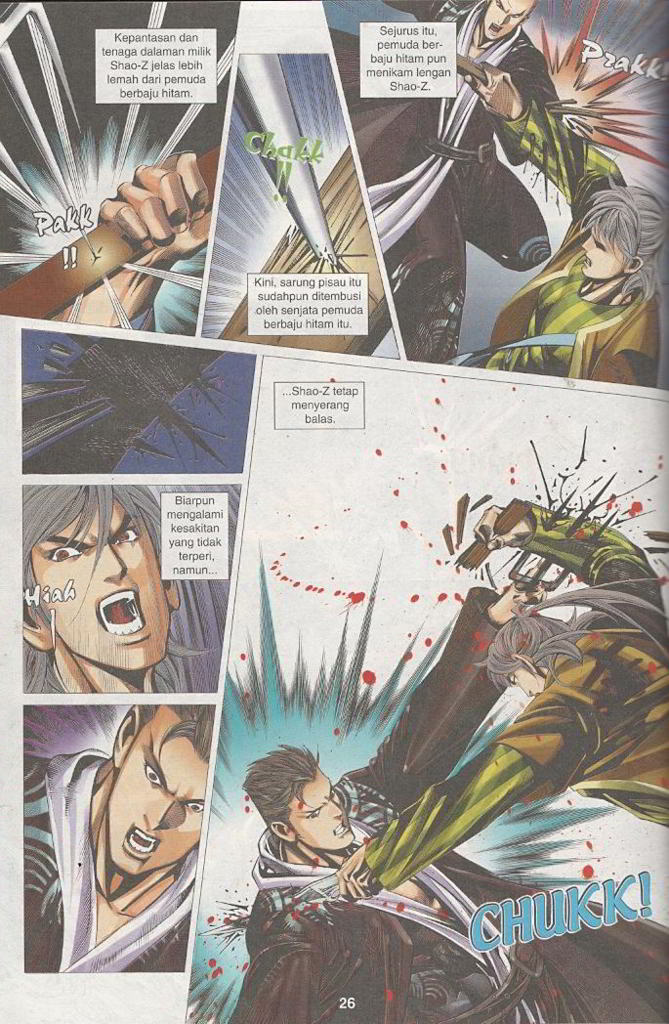 Kepantasan dan
tenaga dalaman milik
Shao-Z jelas lebih
lemah dari pemuda
berbaju hitam.
Pakk
!!
Chakk
!!
Kini, sarung pisau itu
sudahpun ditembusi
oleh senjata pemuda
berbaju hitam itu.
Sejurus itu,
pemuda ber-
baju hitam pun
menikam lengan
Shao-Z.
Prakk
Biarpun
mengalami
kesakitan
yang tidak
terperi,
namun...
Hiah
...Shao-Z tetap
menyerang
balas.
CHUKK!
26